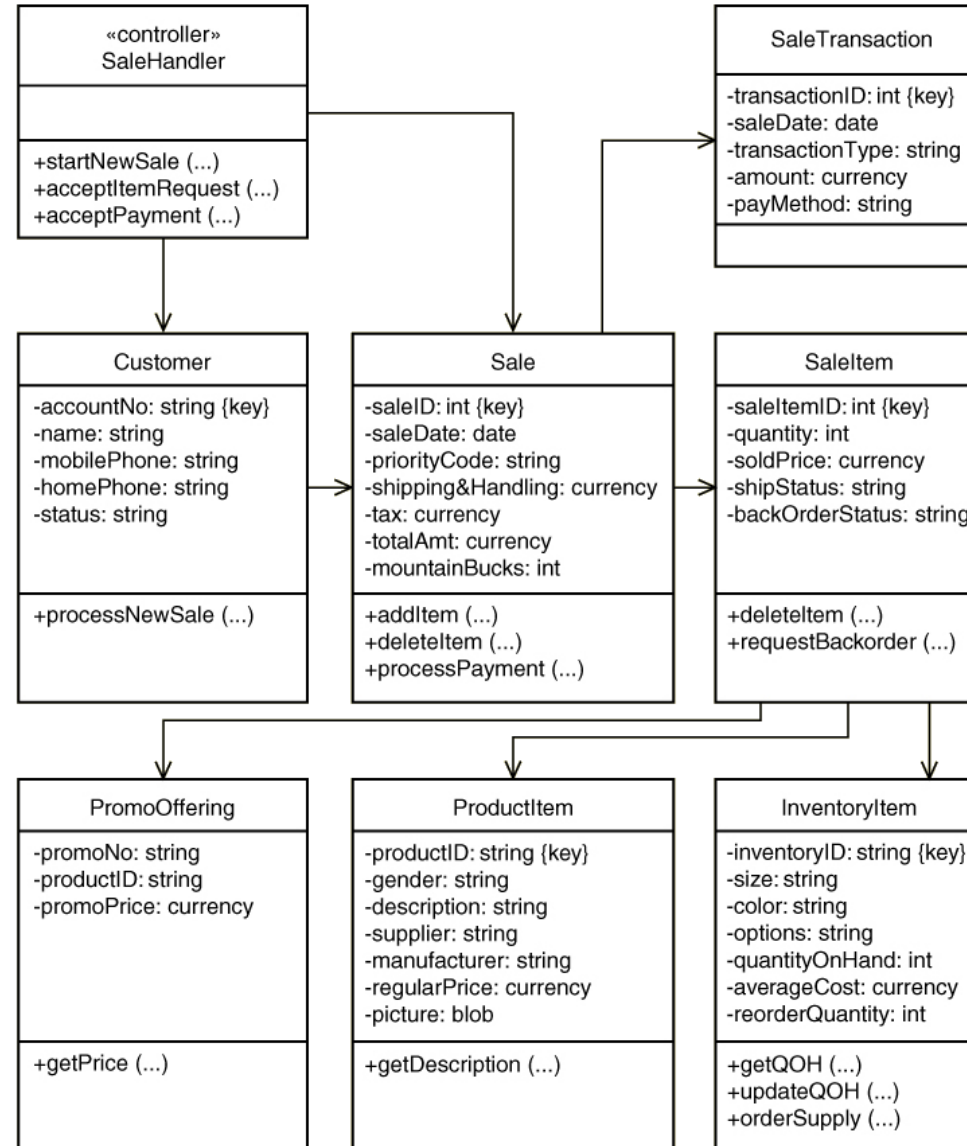 «controller»
SaleHandler
+startNewSale (...)
+acceptItemRequest (...)
+acceptPayment (...)
SaleTransaction
-transactionID: int {key}
-saleDate: date
-transactionType: string
-amount: currency
-payMethod: string
Customer
-accountNo: string {key}
-name: string
-mobilePhone: string
-homePhone: string
-status: string
+processNewSale (...)
Sale
-saleID: int {key}
-saleDate: date
-priorityCode: string
-shipping&Handling: currency
-tax: currency
-totalAmt: currency
-mountainBucks: int
+addItem (...)
+deleteItem (...)
+processPayment (...)
SaleItem
-saleItemID: int {key}
-quantity: int
-soldPrice: currency
-shipStatus: string
-backOrderStatus: string
+deleteItem (...)
+requestBackorder (...)
PromoOffering
-promoNo: string
-productID: string
-promoPrice: currency
+getPrice (...)
ProductItem
-productID: string {key}
-gender: string
-description: string
-supplier: string
-manufacturer: string
-regularPrice: currency
-picture: blob
+getDescription (...)
InventoryItem
-inventoryID: string {key}
-size: string
-color: string
-options: string
-quantityOnHand: int
-averageCost: currency
-reorderQuantity: int
+getQOH (...)
+updateQOH (...)
+orderSupply (...)